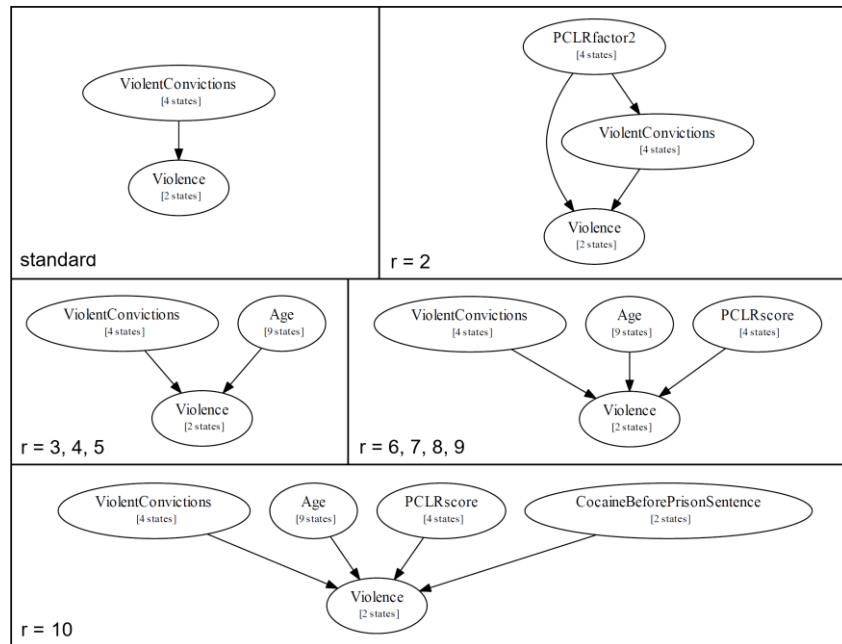 ViolentConvictions
[4 states]
Violence
[2 states]
standard
PCLRfactor2
[4 states]
ViolentConvictions
[4 states]
Violence
[2 states]
r = 2
ViolentConvictions
[4 states]
Age
[9 states]
Violence
[2 states]
r = 3, 4, 5
ViolentConvictions
[4 states]
Age
[9 states]
PCLRscore
[4 states]
Violence
[2 states]
r = 6, 7, 8, 9
ViolentConvictions
[4 states]
Age
[9 states]
PCLRscore
[4 states]
CocaineBeforePrisonSentence
[2 states]
Violence
[2 states]
r = 10